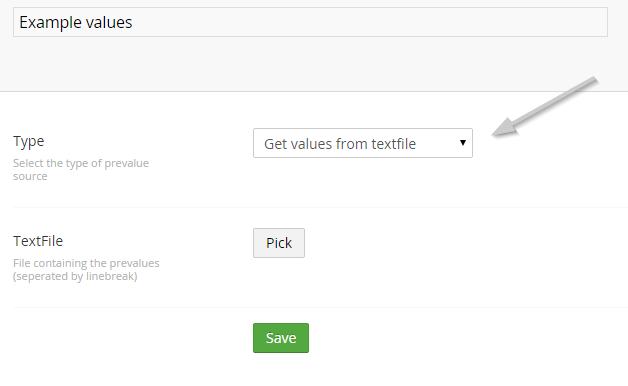 Example values
Type
Get values from textfile
Select the type of prevalue
source
TextFile
Pick
File containing the prevalues
(seperated by linebreak)
Save